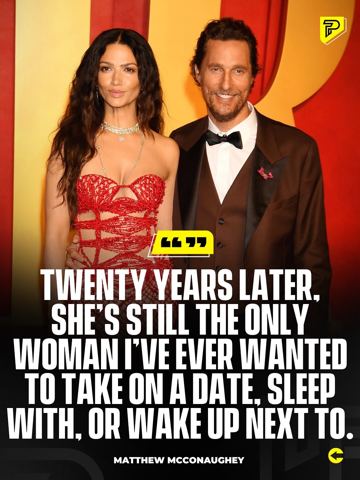 TWENTY YEARS LATER,
SHE'S STILL THE ONLY
WOMAN I'VE EVER WANTED
TO TAKE ON A DATE, SLEEP
WITH, OR WAKE UP NEXT TO.
MATTHEW MCCONAUGHEY